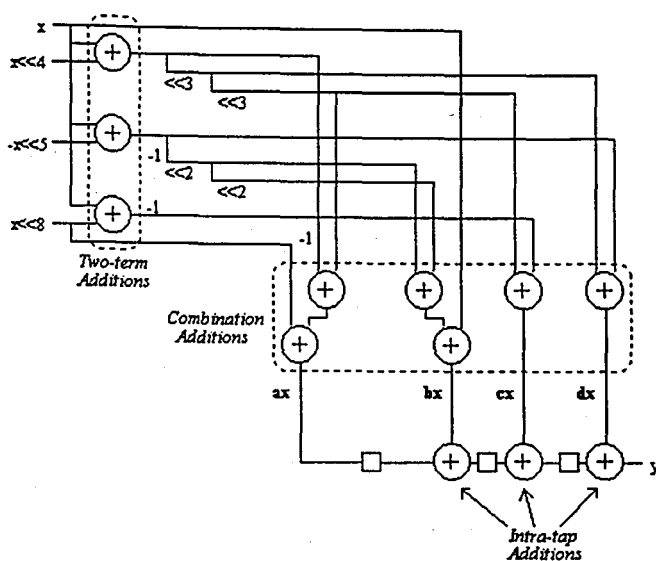 x
x<<4
<<3
<<3
-x<<5
-1
<<2
<<2
-1
x<<8
-1
Two-term
Additions
Combination
Additions
ax
bx
cx
dx
y
Intra-tap
Additions